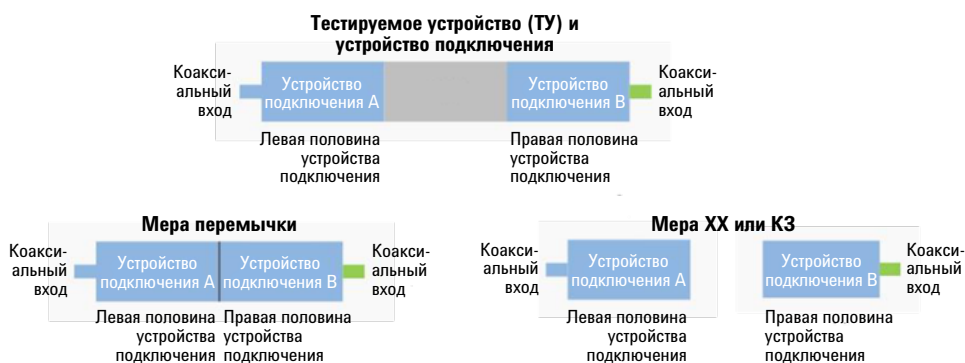 Тестируемое устройство (ТУ) и
устройство подключения
Коакси-
альный
вход
Устройство
подключения A
Устройство
подключения B
Коакси-
альный
вход
Левая половина
устройства
подключения
Правая половина
устройства
подключения
Мера перемычки
Коакси-
альный
вход
Устройство
подключения A
Устройство
подключения B
Коакси-
альный
вход
Левая половина
устройства
подключения
Правая половина
устройства
подключения
Мера ХХ или КЗ
Коакси-
альный
вход
Устройство
подключения A
Устройство
подключения B
Коакси-
альный
вход
Левая половина
устройства
подключения
Правая половина
устройства
подключения